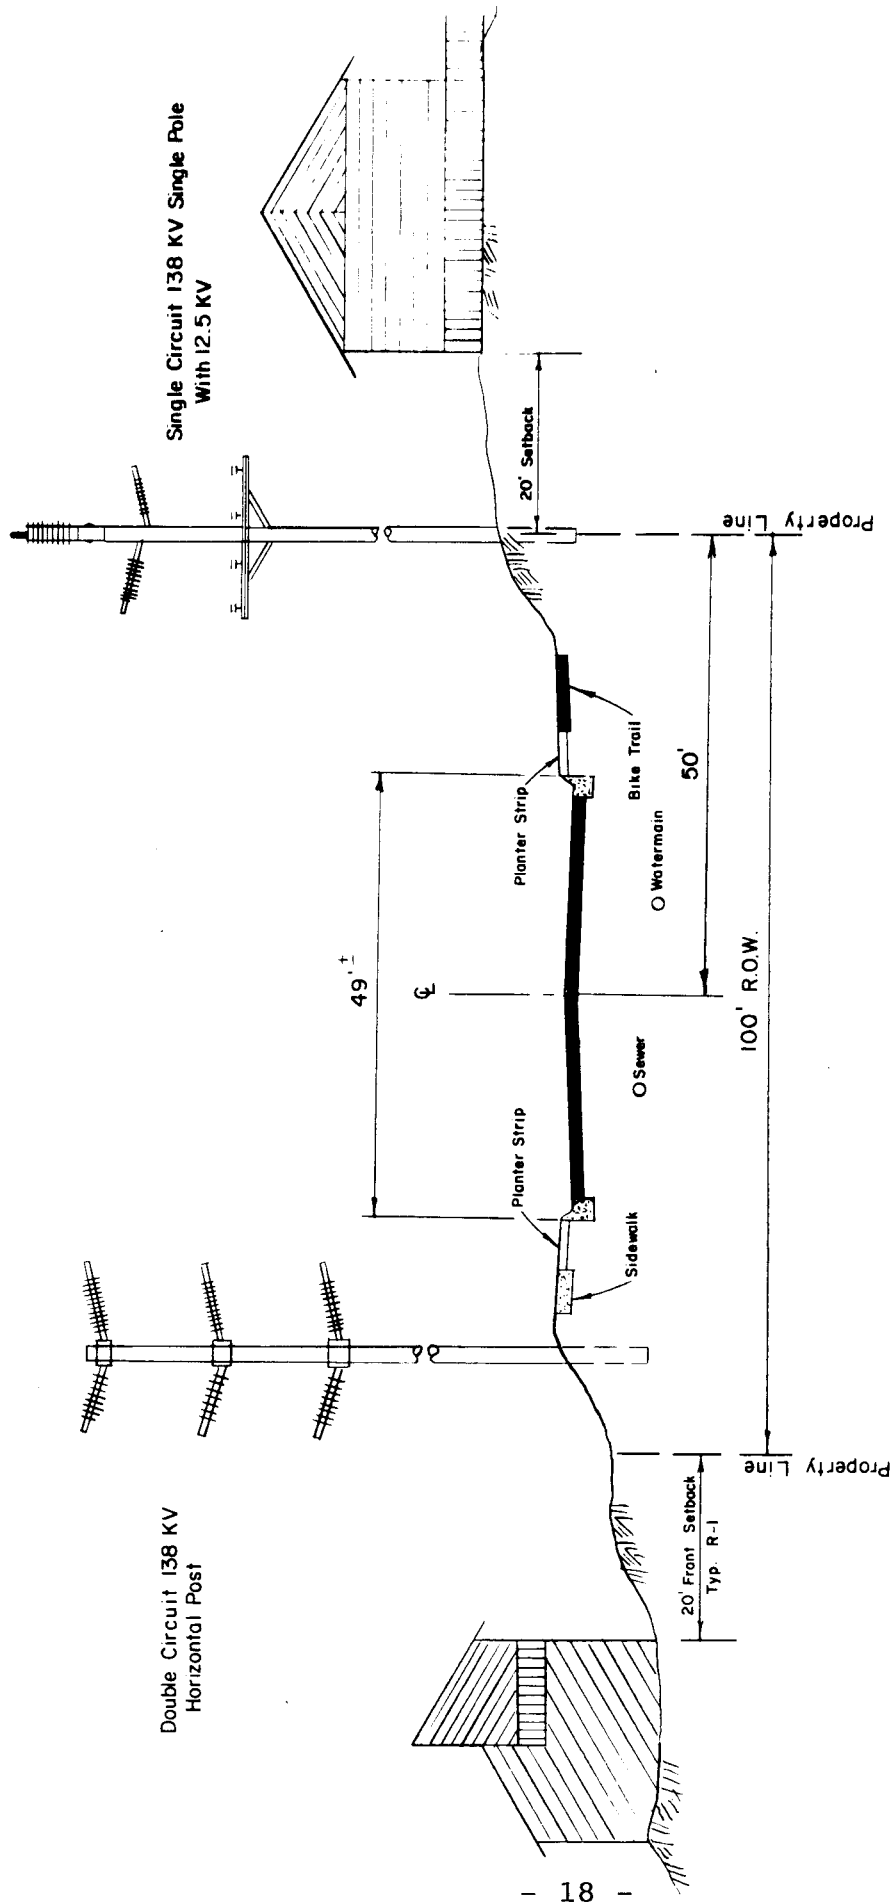 Double Circuit 138 KV
Horizontal Post
Single Circuit 138 KV Single Pole
With 12.5 KV
49' ±
℄
Planter Strip
Planter Strip
20' Setback
Sidewalk
Sewer
Watermain
Bike Trail
20' Front Setback
Typ. R-1
50'
100' R.O.W.
Property Line
Property Line
- 18 -